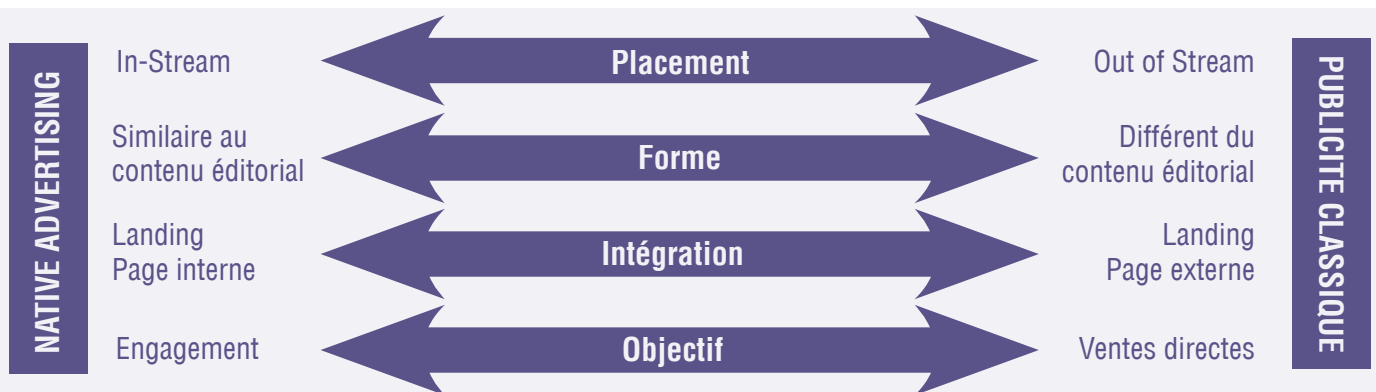 NATIVE ADVERTISING
In-Stream
Placement
Out of Stream
Similaire au
contenu éditorial
Forme
Différent du
contenu éditorial
Landing
Page interne
Intégration
Landing
Page externe
Engagement
Objectif
Ventes directes
PUBLICITE CLASSIQUE